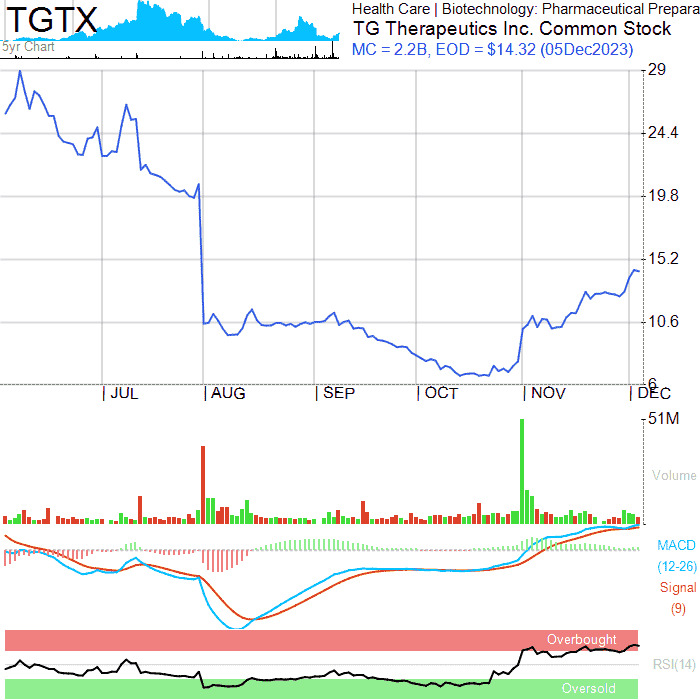 TGTX
5yr Chart
Health Care | Biotechnology: Pharmaceutical Prepara
TG Therapeutics Inc. Common Stock
MC = 2.2B, EOD = $14.32 (05Dec2023)
29
24.4
19.8
15.2
10.6
6
JUL AUG SEP OCT NOV DEC
51M
Volume
MACD
(12-26)
Signal
(9)
Overbought
RSI(14)
Oversold